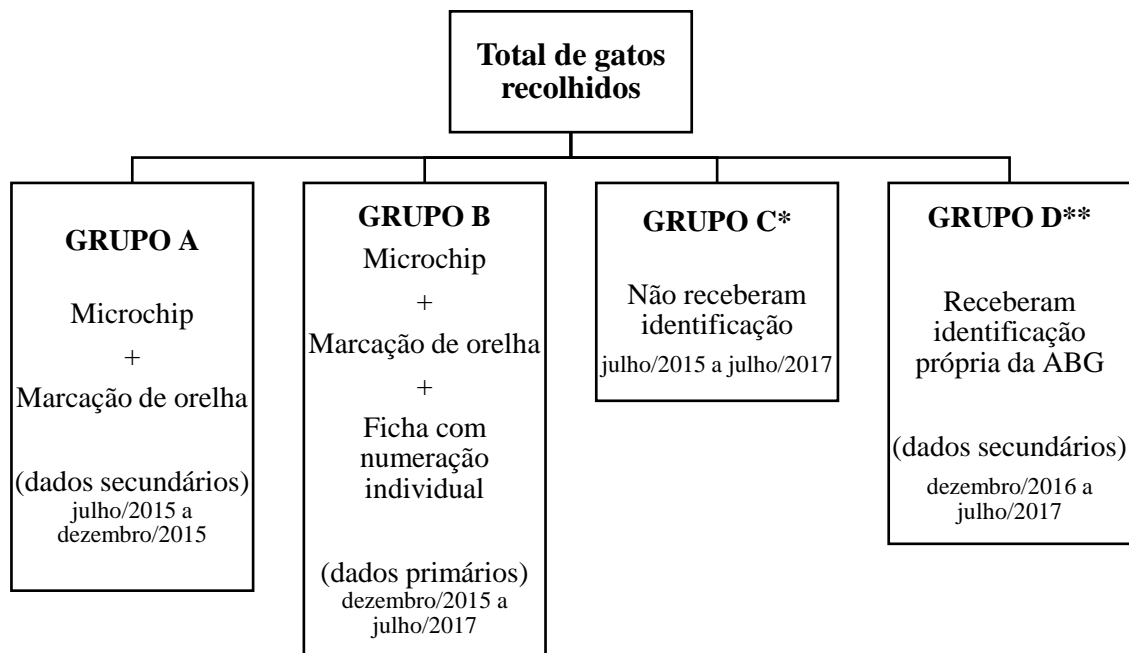 Total de gatos
recolhidos
GRUPO A
Microchip
+
Marcação de orelha
(dados secundários)
julho/2015 a
dezembro/2015
GRUPO B
Microchip
+
Marcação de orelha
+
Ficha com
numeração
individual
(dados primários)
dezembro/2015 a
julho/2017
GRUPO C*
Não receberam
identificação
julho/2015 a julho/2017
GRUPO D**
Receberam
identificação
própria da ABG
(dados secundários)
dezembro/2016 a
julho/2017